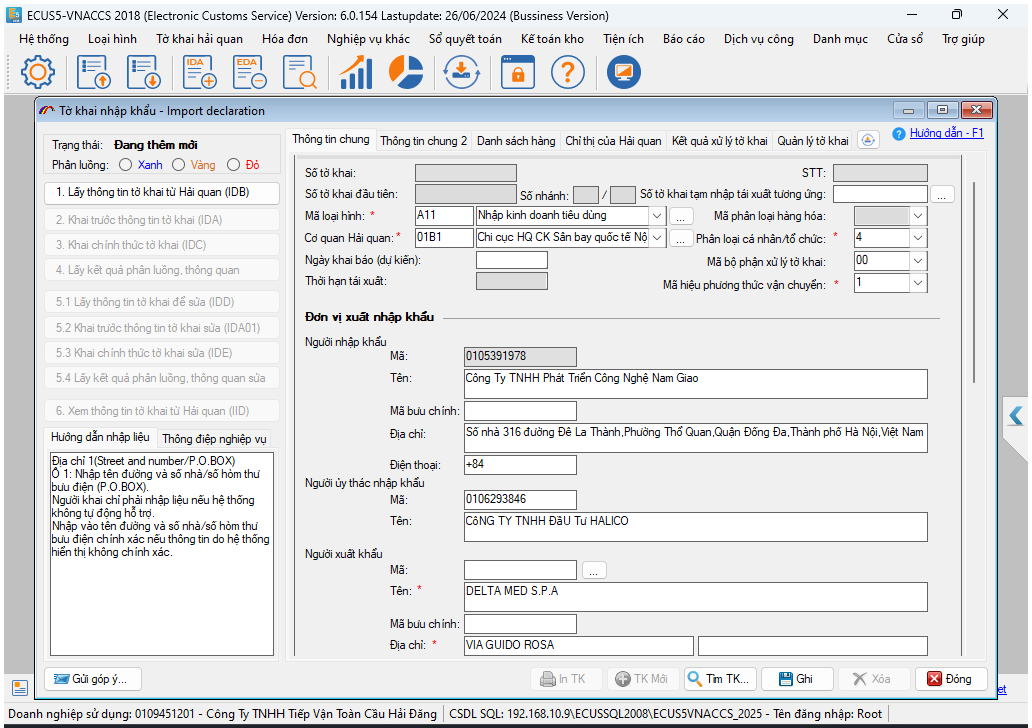 ECUS5-VNACCS 2018 (Electronic Customs Service) Version: 6.0.154 Lastupdate: 26/06/2024 (Bussiness Version)
Hệ thống Loại hình Tờ khai hải quan Hóa đơn Nghiệp vụ khác Sổ quyết toán Kế toán kho Tiện ích Báo cáo Dịch vụ công Danh mục Cửa sổ Trợ giúp
IDA EDA
Tờ khai nhập khẩu - Import declaration
Trạng thái: Đang thêm mới
Phân luồng: Xanh Vàng Đỏ
1. Lấy thông tin tờ khai từ Hải quan (IDB)
2. Khai trước thông tin tờ khai (IDA)
3. Khai chính thức tờ khai (IDC)
4. Lấy kết quả phân luồng, thông quan
5.1 Lấy thông tin tờ khai để sửa (IDD)
5.2 Khai trước thông tin tờ khai sửa (IDA01)
5.3 Khai chính thức tờ khai sửa (IDE)
5.4 Lấy kết quả phân luồng, thông quan sửa
6. Xem thông tin tờ khai từ Hải quan (IID)
Hướng dẫn nhập liệu Thông điệp nghiệp vụ
Địa chỉ 1(Street and number/P.O.BOX)
Ô 1: Nhập tên đường và số nhà/số hòm thư
bưu điện (P.O.BOX).
Người khai chỉ phải nhập liệu nếu hệ thống
không tự động hỗ trợ.
Nhập vào tên đường và số nhà/số hòm thư
bưu điện chính xác nếu thông tin do hệ thống
hiển thị không chính xác.
Thông tin chung Thông tin chung 2 Danh sách hàng Chỉ thị của Hải quan Kết quả xử lý tờ khai Quản lý tờ khai Hướng dẫn - F1
Số tờ khai: STT:
Số tờ khai đầu tiên: Số nhánh: / Số tờ khai tạm nhập tái xuất tương ứng: ...
Mã loại hình: * A11 Nhập kinh doanh tiêu dùng ... Mã phân loại hàng hóa:
Cơ quan Hải quan: * 01B1 Chi cục HQ CK Sân bay quốc tế Nộ ... Phân loại cá nhân/tổ chức: * 4
Ngày khai báo (dự kiến): Mã bộ phận xử lý tờ khai: 00
Thời hạn tái xuất: Mã hiệu phương thức vận chuyển: * 1
Đơn vị xuất nhập khẩu
Người nhập khẩu
Mã: 0105391978
Tên: Công Ty TNHH Phát Triển Công Nghệ Nam Giao
Mã bưu chính:
Địa chỉ: Số nhà 316 đường Đê La Thành,Phường Thổ Quan,Quận Đống Đa,Thành phố Hà Nội,Việt Nam
Điện thoại: +84
Người ủy thác nhập khẩu
Mã: 0106293846
Tên: CôNG TY TNHH ĐầU Tư HALICO
Người xuất khẩu
Mã: ...
Tên: * DELTA MED S.P.A
Mã bưu chính:
Địa chỉ: * VIA GUIDO ROSA
Gửi góp ý... In TK TK Mới Tìm TK... Ghi Xóa Đóng
et
Doanh nghiệp sử dụng: 0109451201 - Công Ty TNHH Tiếp Vận Toàn Cầu Hải Đăng CSDL SQL: 192.168.10.9\ECUSSQL2008\ECUS5VNACCS_2025 - Tên đăng nhập: Root